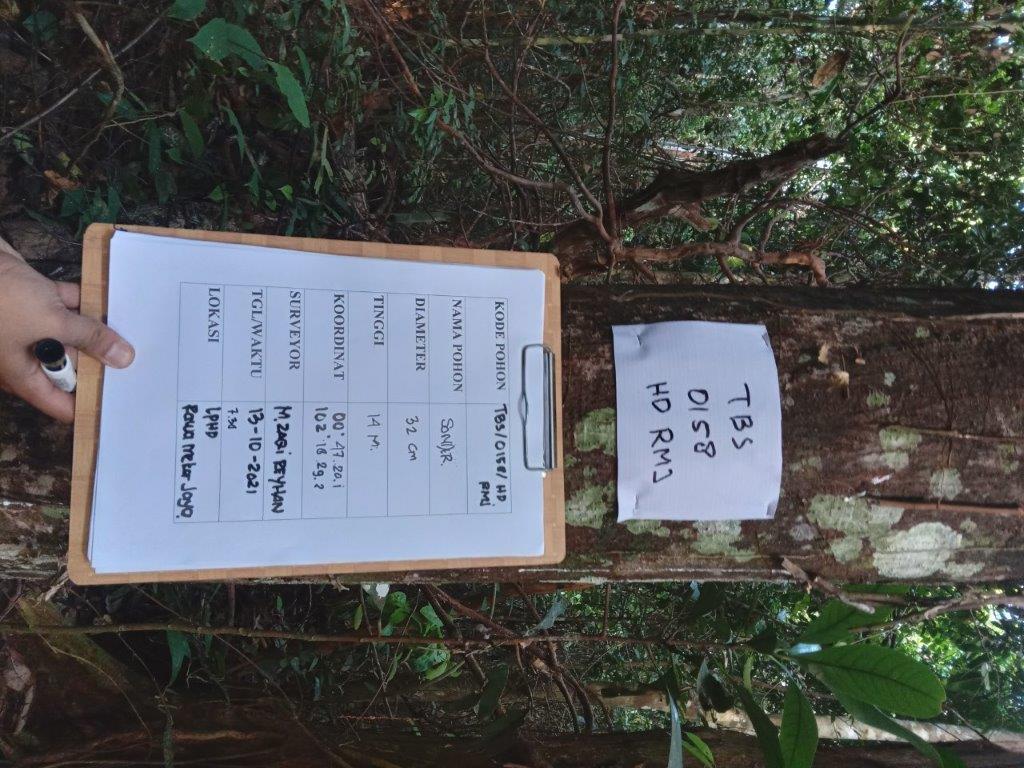 TBS
0158
HD RMJ
KODE POHON TBS/0158/HD
RMJ
NAMA POHON SONDER.
DIAMETER 32 cm
TINGGI 14 M.
KOORDINAT 00° 47. 20. 1
102° 18. 29. 2
SURVEYOR M. ZAQI REYHAN
TGL/WAKTU 13-10-2021
7.30
LOKASI LPHD
Rawa Mekar Jaya.